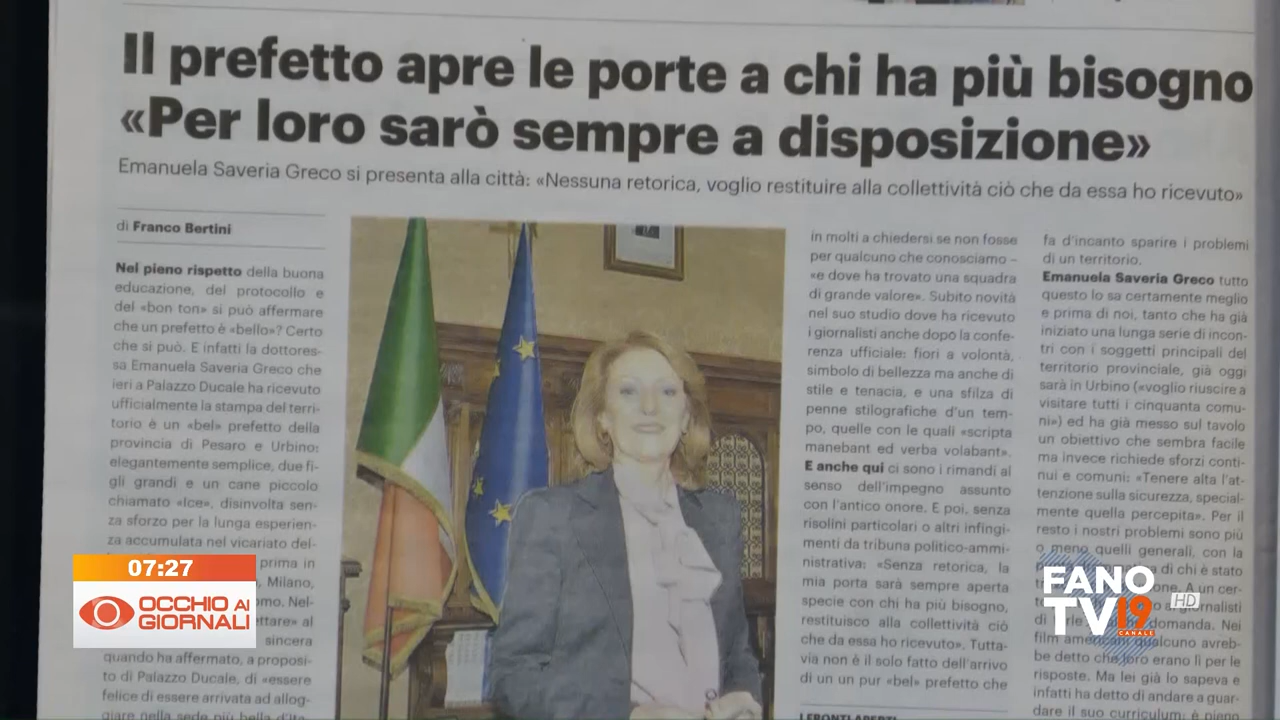 Il prefetto apre le porte a chi ha più bisogno
«Per loro sarò sempre a disposizione»
Emanuela Saveria Greco si presenta alla città: «Nessuna retorica, voglio restituire alla collettività ciò che da essa ho ricevuto»
di Franco Bertini
Nel pieno rispetto della buona
educazione, del protocollo e
del «bon ton» si può affermare
che un prefetto è «bello»? Certo
che si può. E infatti la dottores-
sa Emanuela Saveria Greco che
ieri a Palazzo Ducale ha ricevuto
ufficialmente la stampa del terri-
torio è un «bel» prefetto della
provincia di Pesaro e Urbino:
elegantemente semplice, due fi-
gli grandi e un cane piccolo
chiamato «Ice», disinvolta sen-
za sforzo per la lunga esperien-
za accumulata nel vicariato del-
prima in
, Milano,
omo. Nel-
ettare» al
sincera
quando ha affermato, a proposi-
to di Palazzo Ducale, di «essere
felice di essere arrivata ad allog-
giare nella sede più bella d'Ita-
in molti a chiedersi se non fosse
per qualcuno che conosciamo –
«e dove ha trovato una squadra
di grande valore». Subito novità
nel suo studio dove ha ricevuto
i giornalisti anche dopo la confe-
renza ufficiale: fiori a volontà,
simbolo di bellezza ma anche di
stile e tenacia, e una sfilza di
penne stilografiche d'un tem-
po, quelle con le quali «scripta
manebant ed verba volabant».
E anche qui ci sono i rimandi al
senso dell'impegno assunto
con l'antico onore. E poi, senza
risolini particolari o altri infingi-
menti da tribuna politico-ammi-
nistrativa: «Senza retorica, la
mia porta sarà sempre aperta
specie con chi ha più bisogno,
restituisco alla collettività ciò
che da essa ho ricevuto». Tutta-
via non è il solo fatto dell'arrivo
di un un pur «bel» prefetto che
I FRONTI APERTI
fa d'incanto sparire i problemi
di un territorio.
Emanuela Saveria Greco tutto
questo lo sa certamente meglio
e prima di noi, tanto che ha già
iniziato una lunga serie di incon-
tri con i soggetti principali del
territorio provinciale, già oggi
sarà in Urbino («voglio riuscire a
visitare tutti i cinquanta comu-
ni») ed ha già messo sul tavolo
un obiettivo che sembra facile
ma invece richiede sforzi conti-
nui e comuni: «Tenere alta l'at-
tenzione sulla sicurezza, special-
mente quella percepita». Per il
resto i nostri problemi sono più
o meno quelli generali, con la
di chi è stato
A un cer-
giornalisti
domanda. Nei
film americani qualcuno avreb-
be detto che loro erano lì per le
risposte. Ma lei già lo sapeva e
infatti ha detto di andare a guar-
dare il suo curriculum: è pieno
07:27
OCCHIO AI
GIORNALI
FANO
TV 19
CANALE
HD